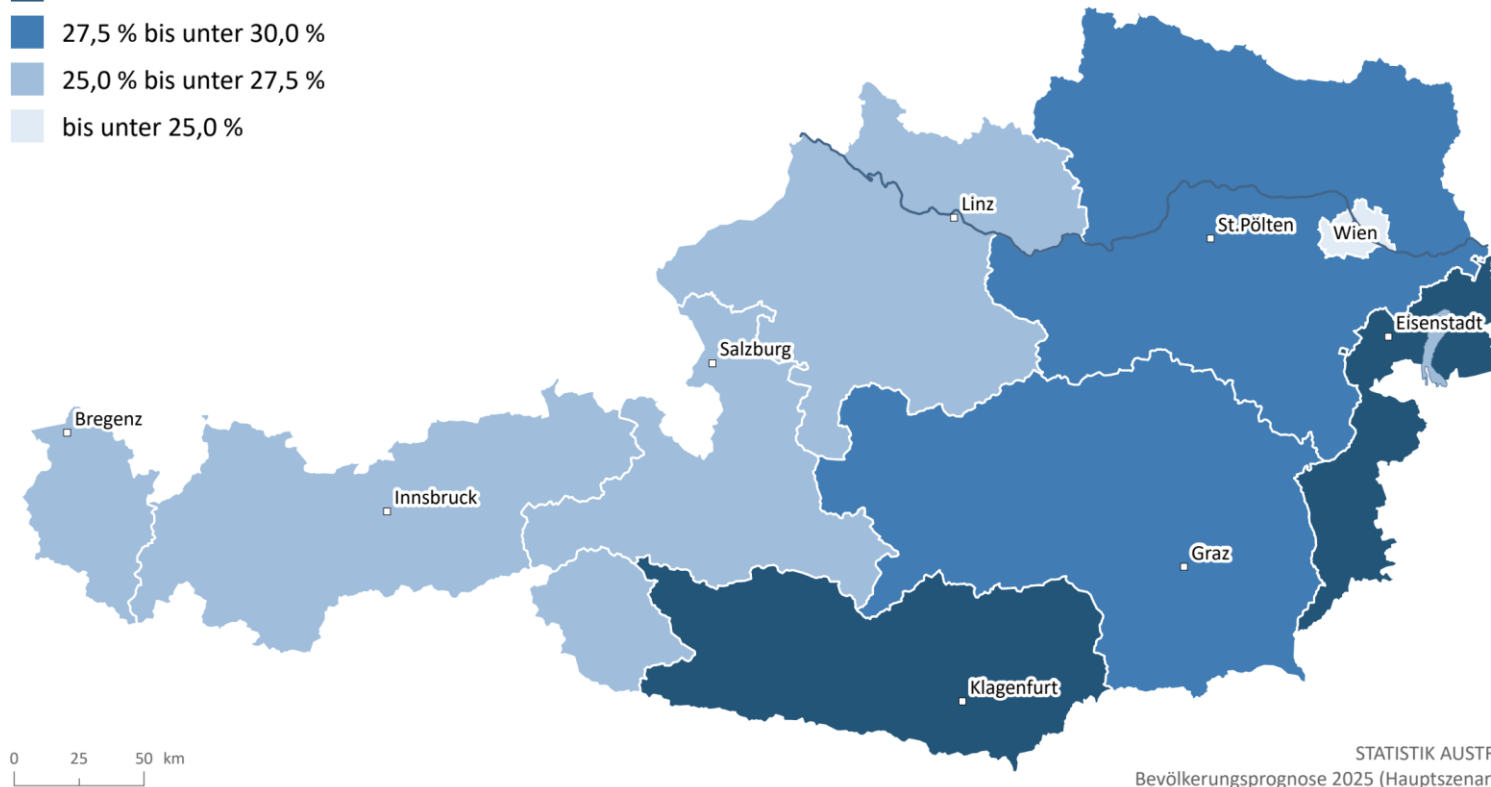 27,5 % bis unter 30,0 %
25,0 % bis unter 27,5 %
bis unter 25,0 %
Linz
St.Pölten
Wien
Eisenstadt
Salzburg
Bregenz
Innsbruck
Graz
Klagenfurt
0 25 50 km
STATISTIK AUSTR
Bevölkerungsprognose 2025 (Hauptszenar